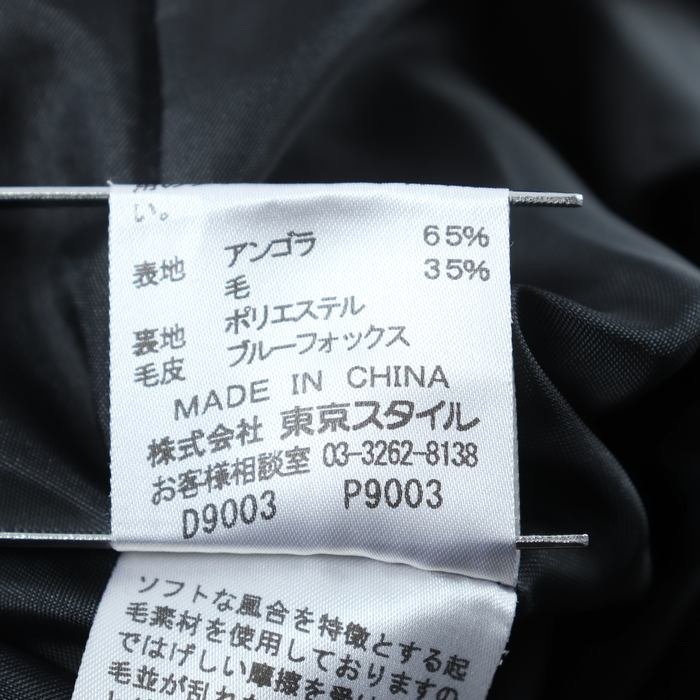 い。
表地 アンゴラ 65%
毛 35%
裏地 ポリエステル
毛皮 ブルーフォックス
MADE IN CHINA
株式会社 東京スタイル
お客様相談室 03-3262-8138
D9003 P9003
ソフトな風合を特徴とする起
毛素材を使用しておりますの
ではげしい摩擦を受け
毛並が乱れた